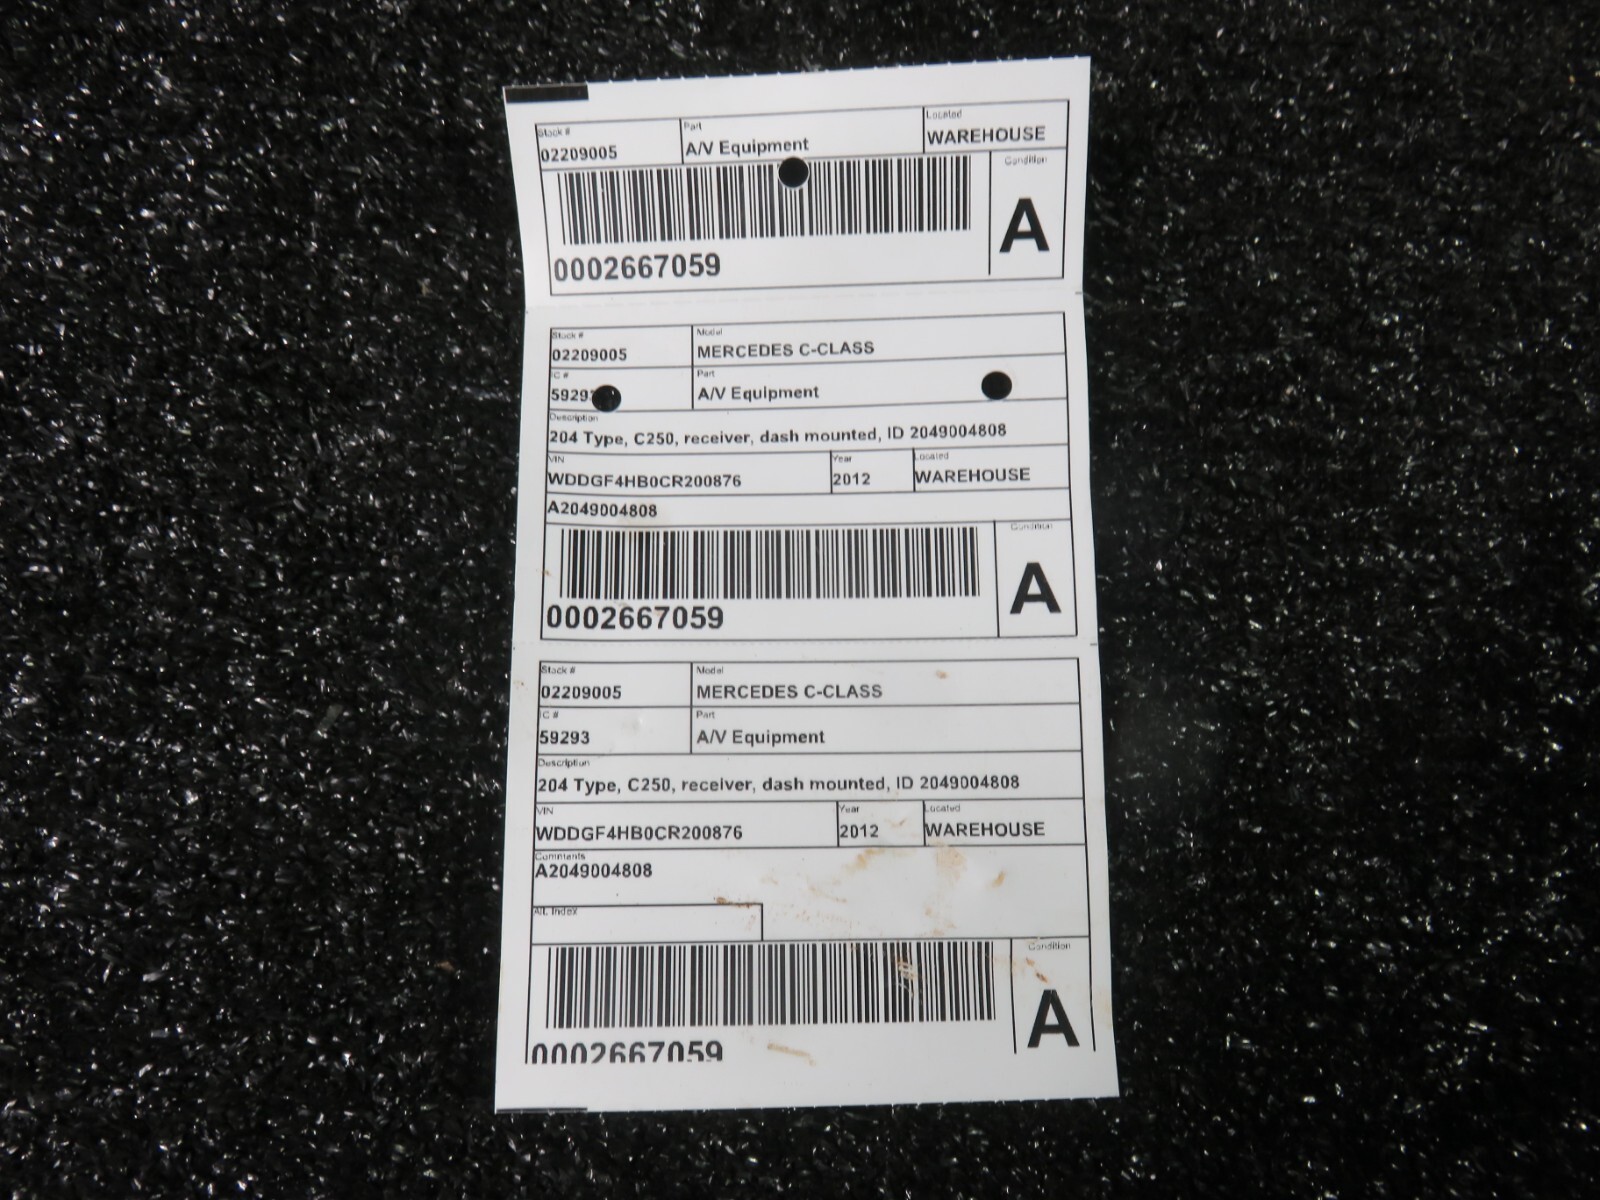 Stock # Part Located
02209005 A/V Equipment WAREHOUSE
Condition
A
0002667059
Stock # Model
02209005 MERCEDES C-CLASS
IC # Part
5929 A/V Equipment
Description
204 Type, C250, receiver, dash mounted, ID 2049004808
VIN Year Located
WDDGF4HB0CR200876 2012 WAREHOUSE
A2049004808
Condition
A
0002667059
Stock # Model
02209005 MERCEDES C-CLASS
IC # Part
59293 A/V Equipment
Description
204 Type, C250, receiver, dash mounted, ID 2049004808
VIN Year Located
WDDGF4HB0CR200876 2012 WAREHOUSE
Comments
A2049004808
Alt. Index
Condition
A
0002667059